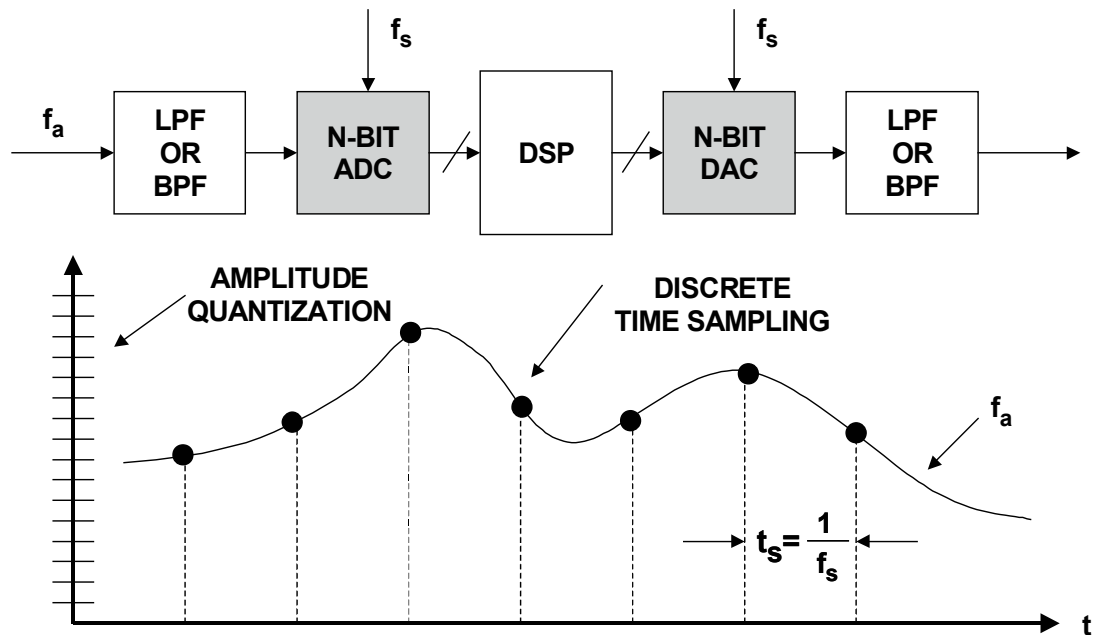 fs
fs
fa
LPF
OR
BPF
N-BIT
ADC
DSP
N-BIT
DAC
LPF
OR
BPF
AMPLITUDE
QUANTIZATION
DISCRETE
TIME SAMPLING
fa
ts= 1
fs
t